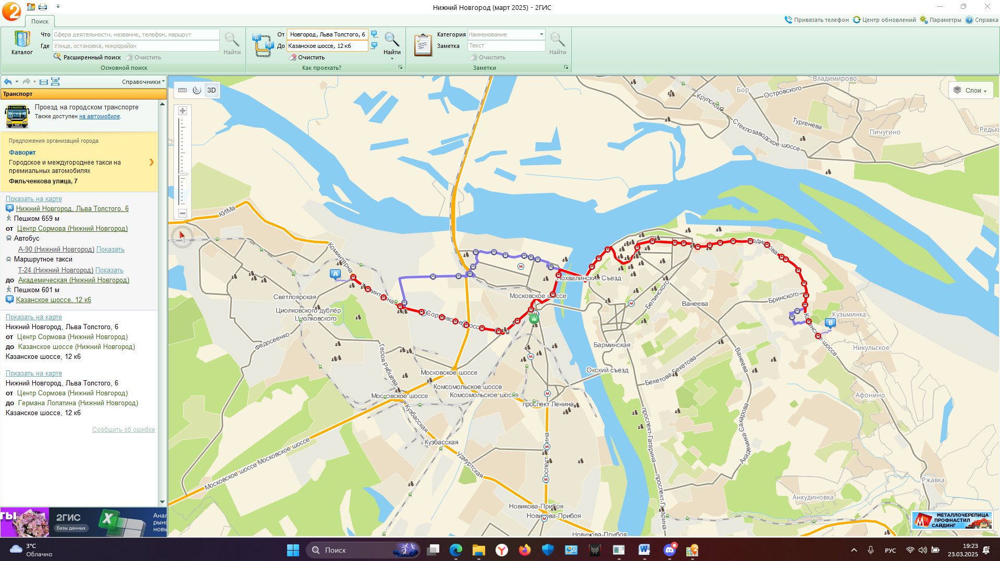 Нижний Новгород (март 2025) - 2ГИС
Поиск
Привязать телефон
Центр обновлений
Параметры
Справка
Каталог
Что
Сфера деятельности, название, телефон, маршрут
Где
Улица, остановка, микрорайон
Расширенный поиск
Очистить
Найти
Основной поиск
От
Новгород, Льва Толстого, 6
До
Казанское шоссе, 12 к6
Очистить
Найти
Как проехать?
Категория
Наименование
Заметка
Текст
Очистить
Найти
Заметки
Справочники
Транспорт
Проезд на городском транспорте
Также доступен на автомобиле.
Предложения организаций города
Фаворит
Городское и междугороднее такси на
премиальных автомобилях
Фильченкова улица, 7
Показать на карте
A Нижний Новгород, Льва Толстого, 6
Пешком 659 м
от Центр Сормова (Нижний Новгород)
Автобус
А-90 (Нижний Новгород) Показать
Маршрутное такси
Т-24 (Нижний Новгород) Показать
до Академическая (Нижний Новгород)
Пешком 601 м
B Казанское шоссе, 12 к6
Показать на карте
Нижний Новгород, Льва Толстого, 6
от Центр Сормова (Нижний Новгород)
до Казанское шоссе (Нижний Новгород)
Казанское шоссе, 12 к6
Показать на карте
Нижний Новгород, Льва Толстого, 6
от Центр Сормова (Нижний Новгород)
до Германа Лопатина (Нижний Новгород)
Казанское шоссе, 12 к6
Сообщить об ошибке
2ГИС
Базы данных
3D
Слои
Владимирово
Бор
Островского
Крупской
Стеклозаводское шоссе
Тургенева
Пичугино
КИМа
Коминтерна
A
Светлоярская
Циолковского дублёр
Циолковского
Федосеенко
Героя Рябцева
Московское шоссе
Похвалинский Съезд
Белинского
Ванеева
Бринского
Кузьминка
B
Казанское шоссе
Никульское
Барминская
Окский съезд
Бекетова Бекетова
Ванеева
Московское шоссе
Комсомольское шоссе
Комсомольское шоссе
Московское шоссе
проспект Ленина
Афонино
Кузбасская
Кузбасская
Удмуртская
Московское шоссе Московское шоссе
проспект Гагарина
Академика Сахарова
проспект Гагрина
Ржавка
Анкудиновка
Новикова-Прибоя
Новикова-Прибоя
Новикова-Прибоя
МЕТАЛЛОЧЕРЕПИЦА
ПРОФНАСТИЛ
САЙДИНГ
3°C
Облачно
Поиск
РУС
19:23
23.03.2025